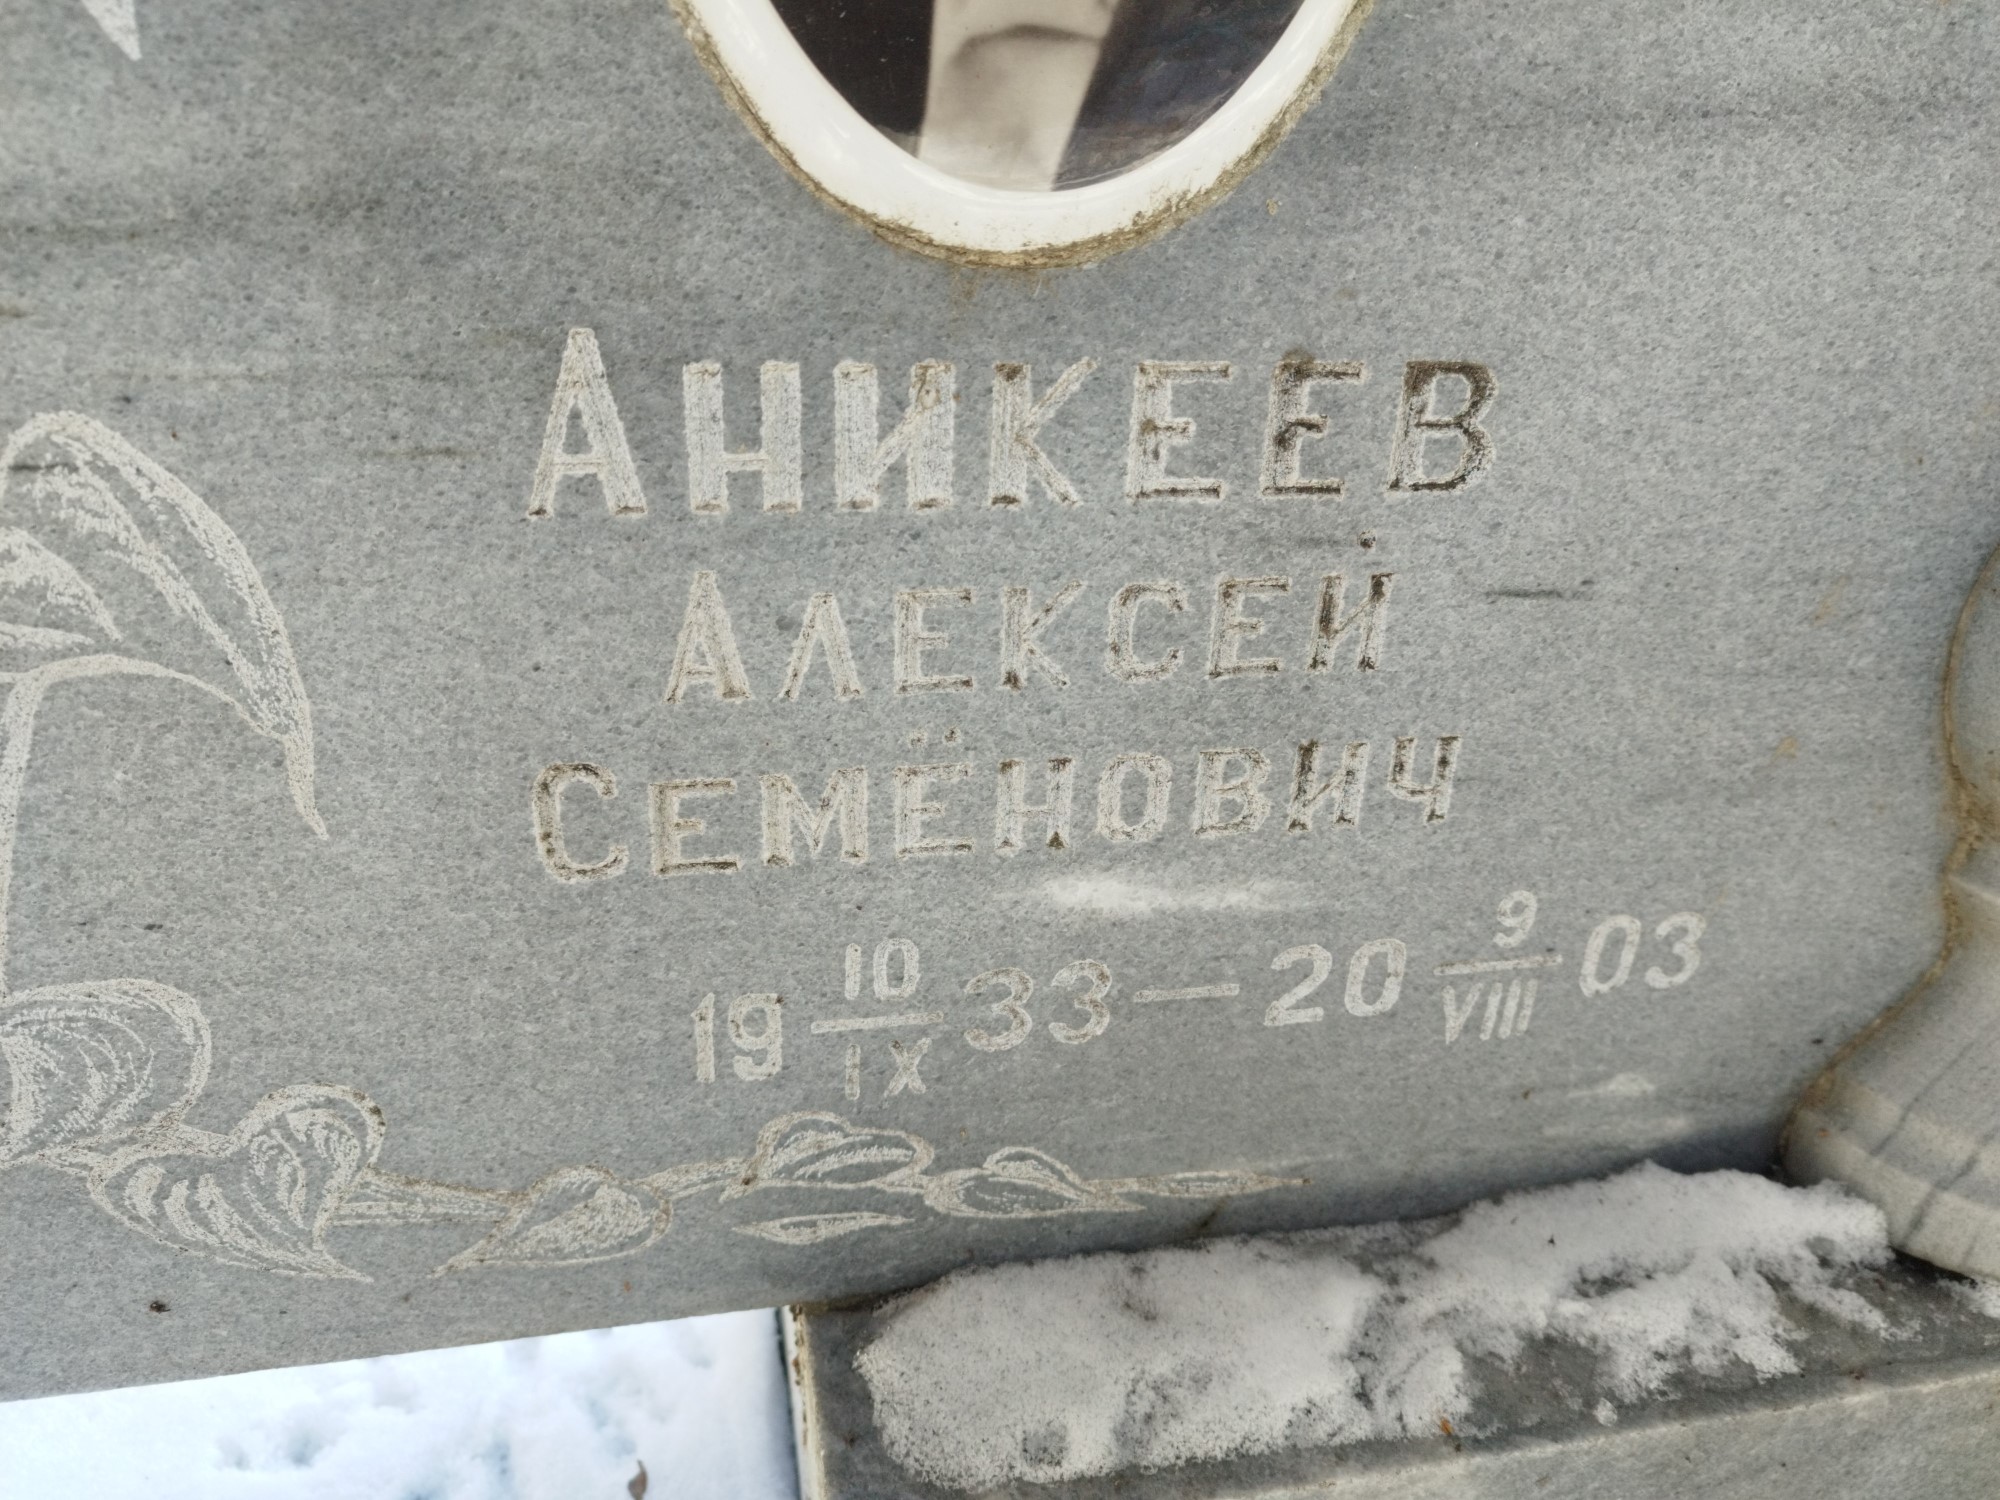 Аникеев
Алексей
Семёнович
19 10/IX 33 — 20 9/VIII 03